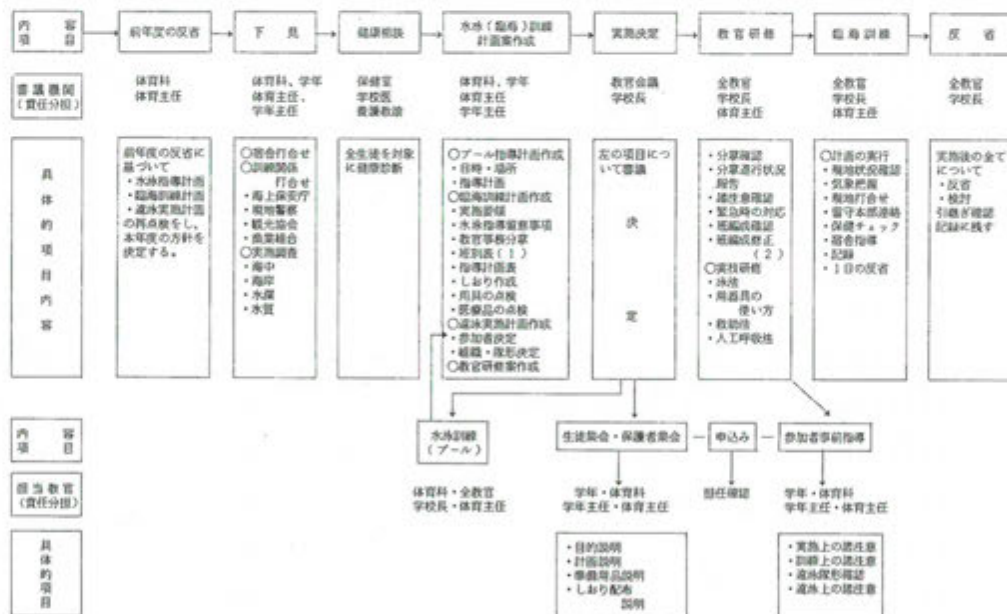 内容項目
前年度の反省
下見
健康相談
水泳(臨海)訓練
計画案作成
実施決定
教官研修
臨海訓練
反省
審議機関
(責任分担)
体育科
体育主任
体育科、学年
体育主任、
学年主任
保健室
学校医
養護教諭
体育科、学年
体育主任
学年主任
教官会議
学校長
全教官
学校長
体育主任
全教官
学校長
体育主任
全教官
学校長
具体的項目内容
前年度の反省に
基づいて
・水泳指導計画
・臨海訓練計画
・遠泳実施計画
の再点検をし、
本年度の方針を
決定する。
○宿舎打合せ
○訓練関係
打合せ
・海上保安庁
・現地警察
・観光協会
・漁業組合
○実施調査
・海中
・海岸
・水深
・水質
全生徒を対象
に健康診断
○プール指導計画作成
・日時・場所
・指導計画
○臨海訓練計画作成
・実施要領
・水泳指導留意事項
・教官事務分掌
・班別表(1)
・指導計画表
・しおり作成
・用具の点検
・医療品の点検
○遠泳実施計画作成
・参加者決定
・組織・隊形決定
○教官研修案作成
左の項目につ
いて審議
決定
・分掌確認
・分掌進行状況
報告
・諸注意確認
・緊急時の対応
・班編成確認
・班編成修正
(2)
○実技研修
・泳法
・用器具の
使い方
・救助法
・人工呼吸法
○計画の実行
・現地状況確認
・気象把握
・現地打合せ
・留守本部連絡
・保健チェック
・宿舎指導
・記録
・1日の反省
実施後の全て
について
・反省
・検討
引継ぎ確認
記録に残す
内容項目
水泳訓練
(プール)
生徒集会・保護者集会
申込み
参加者事前指導
担当教官
(責任分担)
体育科・全教官
学校長・体育主任
学年・体育科
学年主任・体育主任
担任確認
学年・体育科
学年主任・体育主任
具体的項目
・目的説明
・計画説明
・準備用品説明
・しおり配布
説明
・実施上の諸注意
・訓練上の諸注意
・遠泳隊形確認
・遠泳上の諸注意